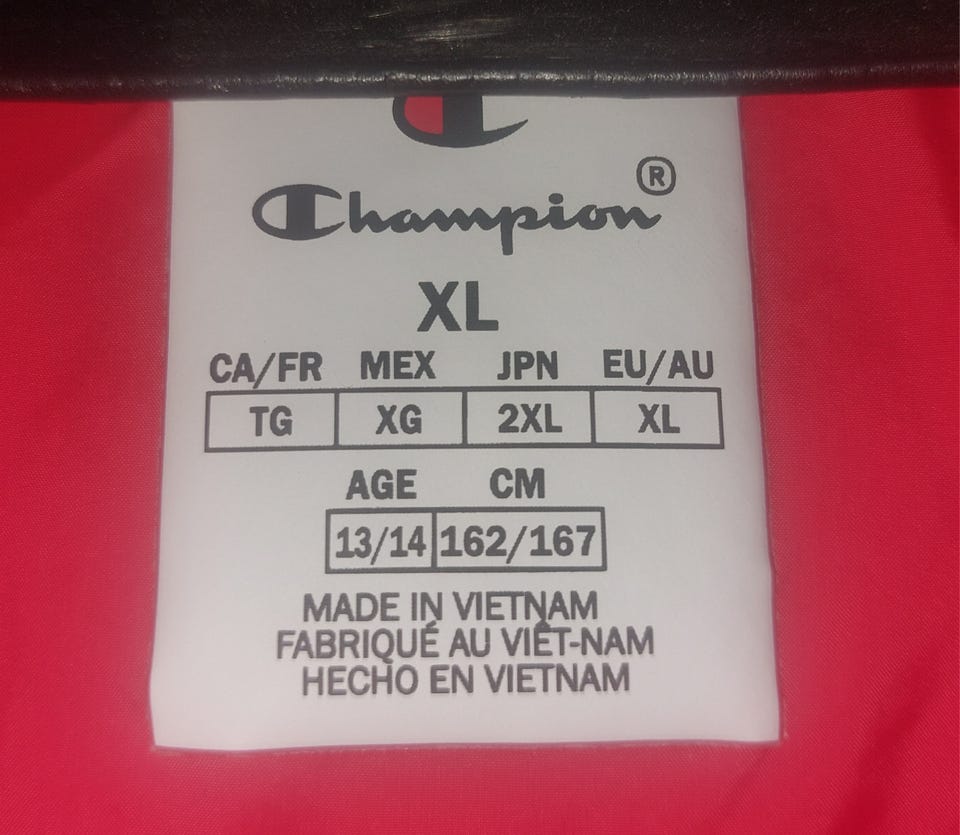 Champion®
XL
CA/FR MEX JPN EU/AU
TG XG 2XL XL
AGE CM
13/14 162/167
MADE IN VIETNAM
FABRIQUÉ AU VIÊT-NAM
HECHO EN VIETNAM